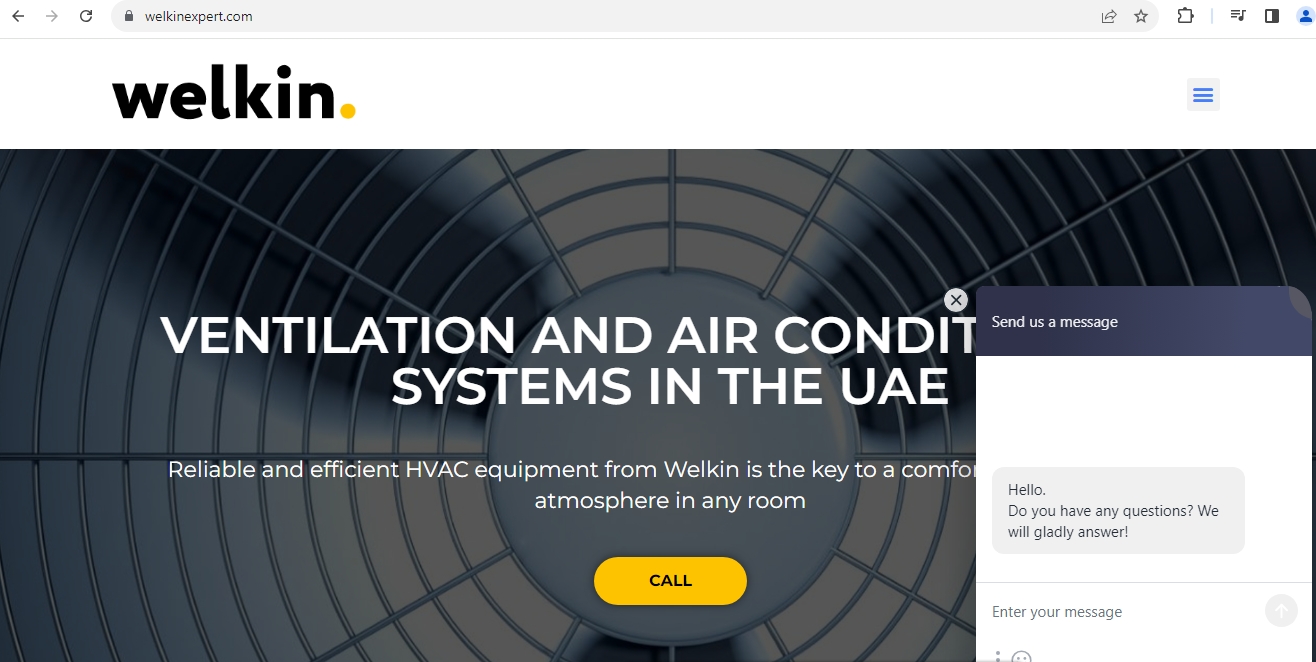 welkinexpert.com
welkin.
VENTILATION AND AIR CONDIT
SYSTEMS IN THE UAE
Reliable and efficient HVAC equipment from Welkin is the key to a comfor
atmosphere in any room
CALL
Send us a message
Hello.
Do you have any questions? We
will gladly answer!
Enter your message